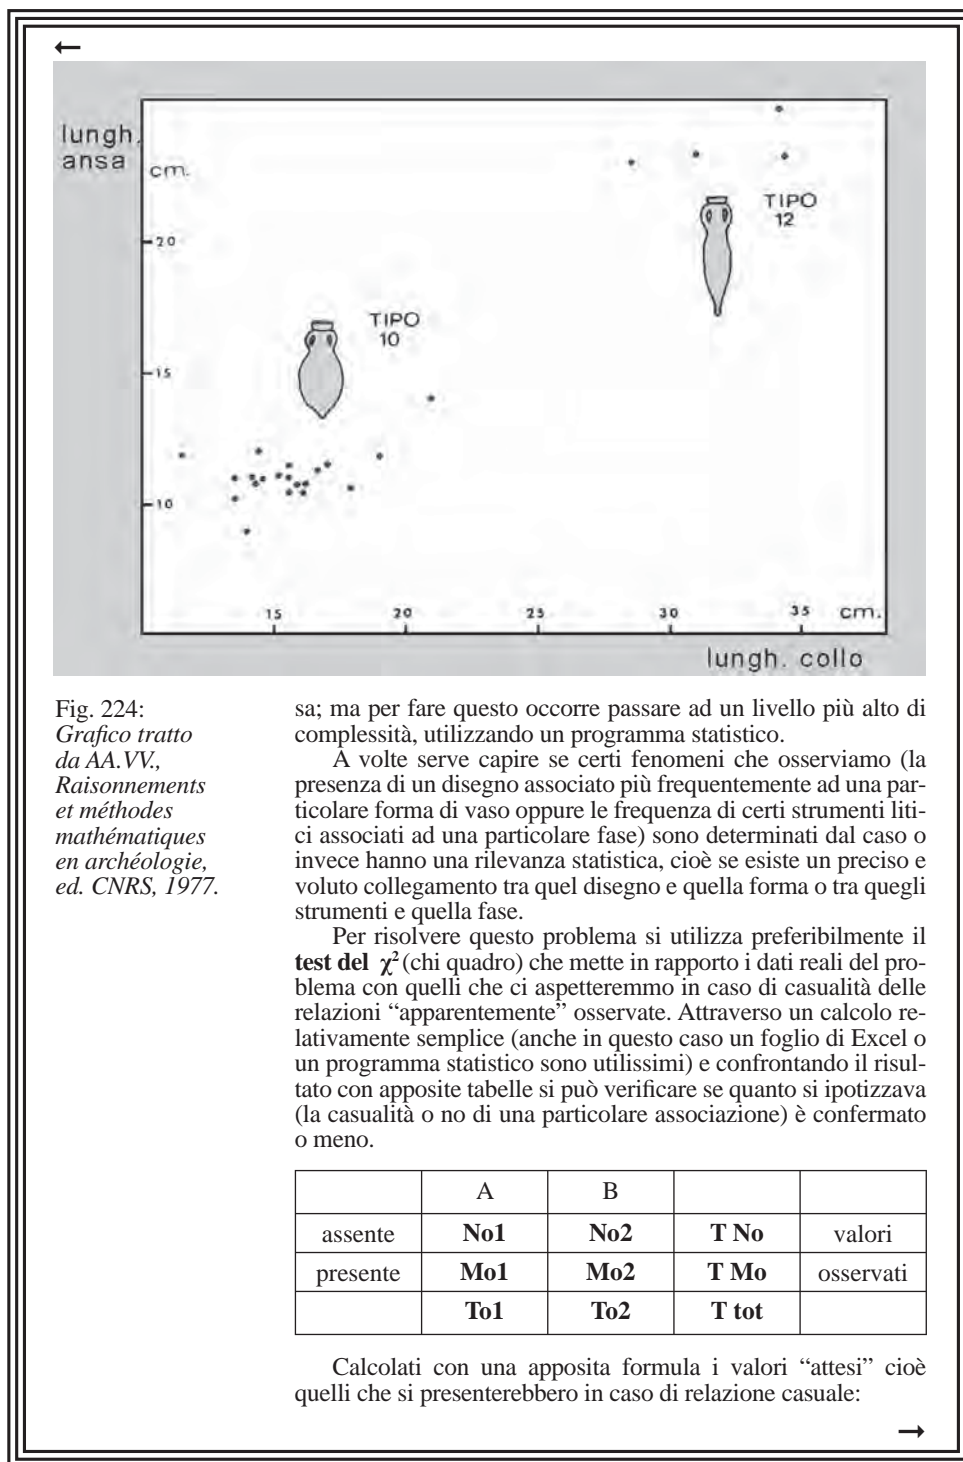 ←
lungh.
ansa
cm.
20
15
10
TIPO
12
TIPO
10
15 20 25 30 35 cm.
lungh. collo
Fig. 224:
Grafico tratto
da AA.VV.,
Raisonnements
et méthodes
mathématiques
en archéologie,
ed. CNRS, 1977.
sa; ma per fare questo occorre passare ad un livello più alto di
complessità, utilizzando un programma statistico.
A volte serve capire se certi fenomeni che osserviamo (la
presenza di un disegno associato più frequentemente ad una par-
ticolare forma di vaso oppure le frequenza di certi strumenti liti-
ci associati ad una particolare fase) sono determinati dal caso o
invece hanno una rilevanza statistica, cioè se esiste un preciso e
voluto collegamento tra quel disegno e quella forma o tra quegli
strumenti e quella fase.
Per risolvere questo problema si utilizza preferibilmente il
test del χ² (chi quadro) che mette in rapporto i dati reali del pro-
blema con quelli che ci aspetteremmo in caso di casualità delle
relazioni “apparentemente” osservate. Attraverso un calcolo re-
lativamente semplice (anche in questo caso un foglio di Excel o
un programma statistico sono utilissimi) e confrontando il risul-
tato con apposite tabelle si può verificare se quanto si ipotizzava
(la casualità o no di una particolare associazione) è confermato
o meno.
A B
assente No1 No2 T No valori
presente Mo1 Mo2 T Mo osservati
To1 To2 T tot
Calcolati con una apposita formula i valori “attesi” cioè
quelli che si presenterebbero in caso di relazione casuale:
→